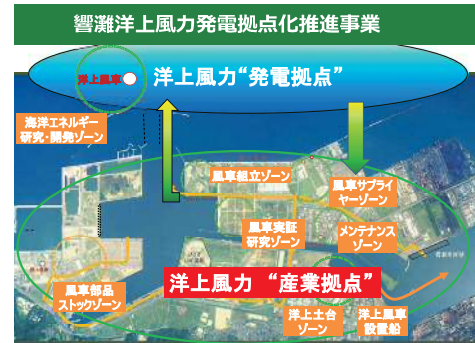 響灘洋上風力発電拠点化推進事業
洋上風車
洋上風力“発電拠点”
海洋エネルギー
研究・開発ゾーン
風車組立ゾーン
風車サプライ
ヤーゾーン
風車実証
研究ゾーン
メンテナンス
ゾーン
風車部品
ストックゾーン
洋上風力 “産業拠点”
洋上土台
ゾーン
洋上風車
設置船